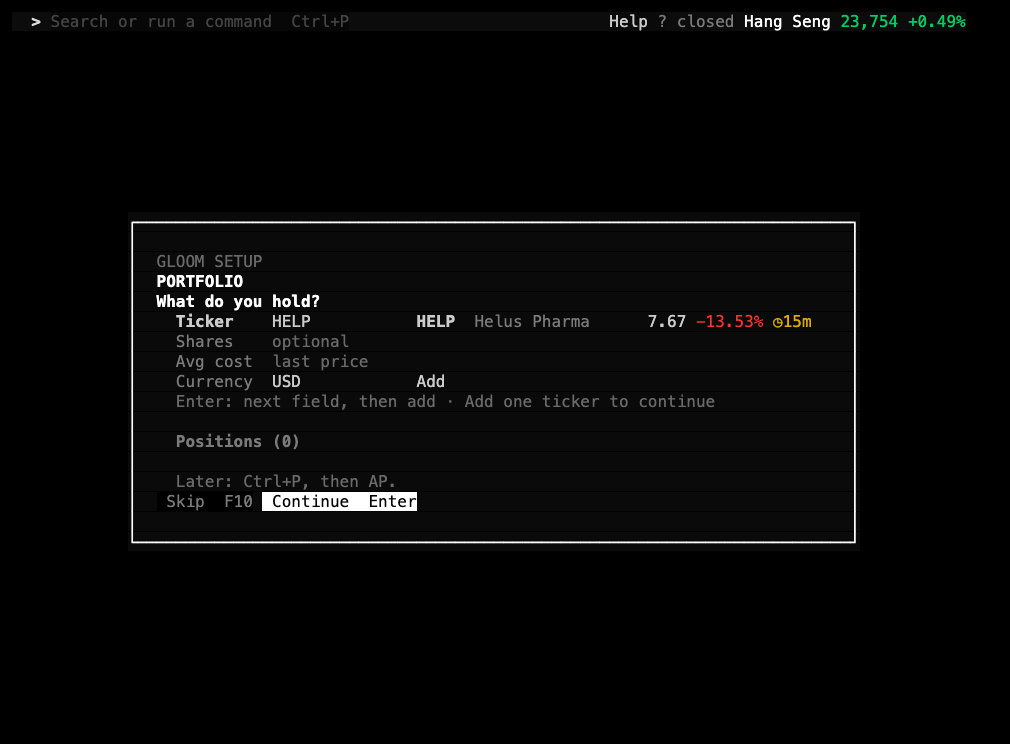 > Search or run a command  Ctrl+P  Help ? closed Hang Seng 23,754 +0.49%
GLOOM SETUP
PORTFOLIO
What do you hold?
Ticker  HELP  HELP  Helus Pharma  7.67 −13.53% ◷15m
Shares  optional
Avg cost  last price
Currency  USD  Add
Enter: next field, then add · Add one ticker to continue
Positions (0)
Later: Ctrl+P, then AP.
Skip  F10  Continue  Enter